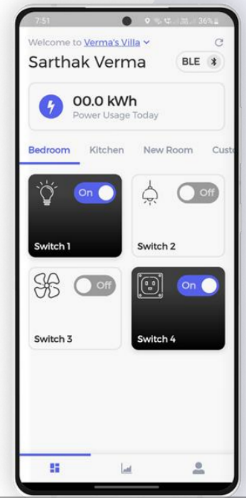 7:51
36%
Welcome to Verma's Villa
Sarthak Verma
BLE
00.0 kWh
Power Usage Today
Bedroom Kitchen New Room Custo
On
Off
Switch 1
Switch 2
Off
On
Switch 3
Switch 4